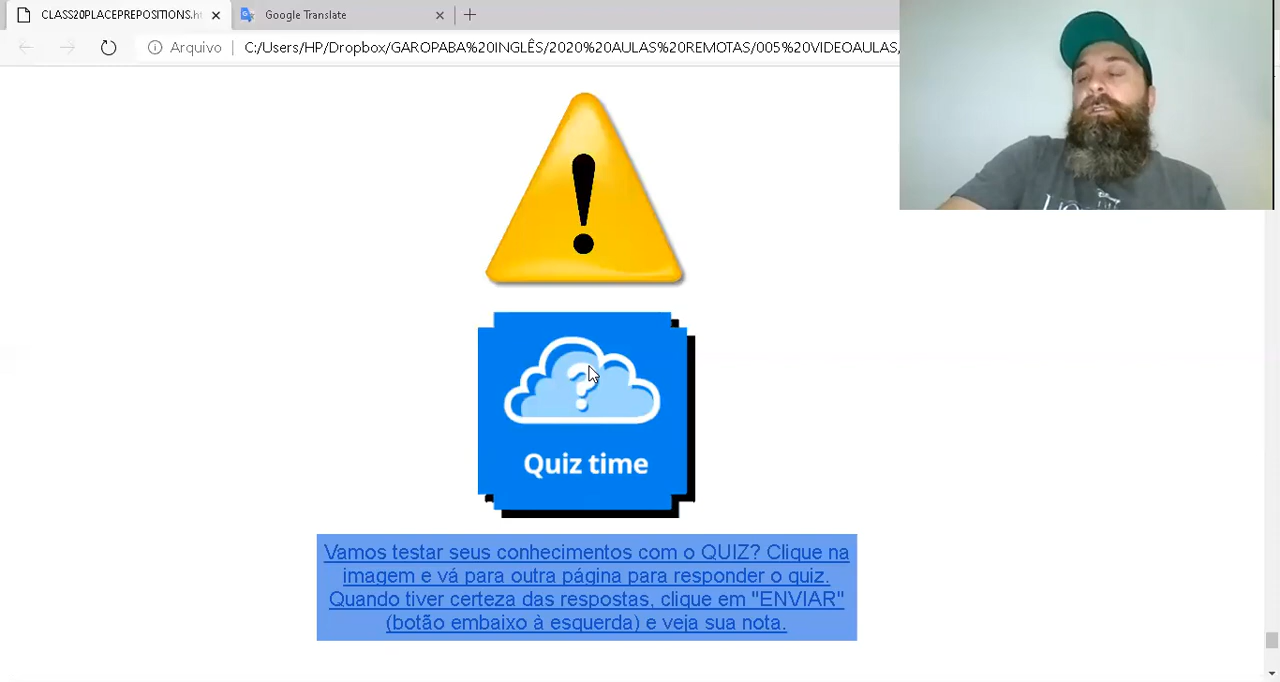 CLASS20PLACEPREPOSITIONS.h
Google Translate
Arquivo
C:/Users/HP/Dropbox/GAROPABA%20INGLÊS/2020%20AULAS%20REMOTAS/005%20VIDEOAULAS,
!
?
Quiz time
Vamos testar seus conhecimentos com o QUIZ? Clique na
imagem e vá para outra página para responder o quiz.
Quando tiver certeza das respostas, clique em "ENVIAR"
(botão embaixo à esquerda) e veja sua nota.